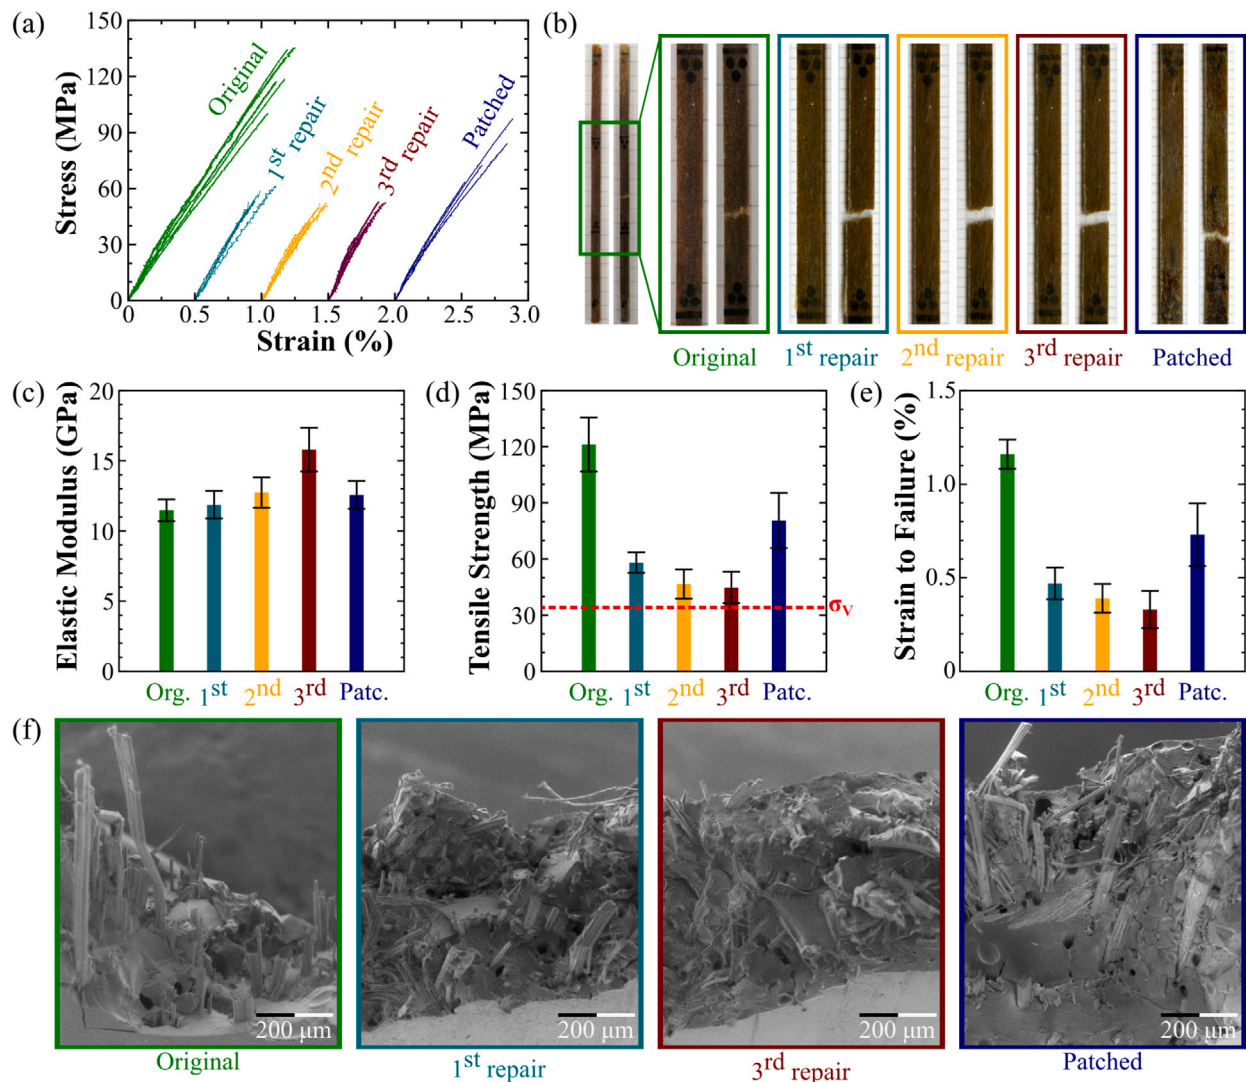 (a)
Stress (MPa)
150
120
90
60
30
0
0
0.5
1.0
1.5
2.0
2.5
3.0
Strain (%)
Original
1st repair
2nd repair
3rd repair
Patched
(b)
Original
1st repair
2nd repair
3rd repair
Patched
(c)
Elastic Modulus (GPa)
20
15
10
5
0
Org.
1st
2nd
3rd
Patc.
(d)
Tensile Strength (MPa)
150
120
90
60
30
0
σV
Org.
1st
2nd
3rd
Patc.
(e)
Strain to Failure (%)
1.5
1.0
0.5
0
Org.
1st
2nd
3rd
Patc.
(f)
200 μm
200 μm
200 μm
200 μm
Original
1st repair
3rd repair
Patched